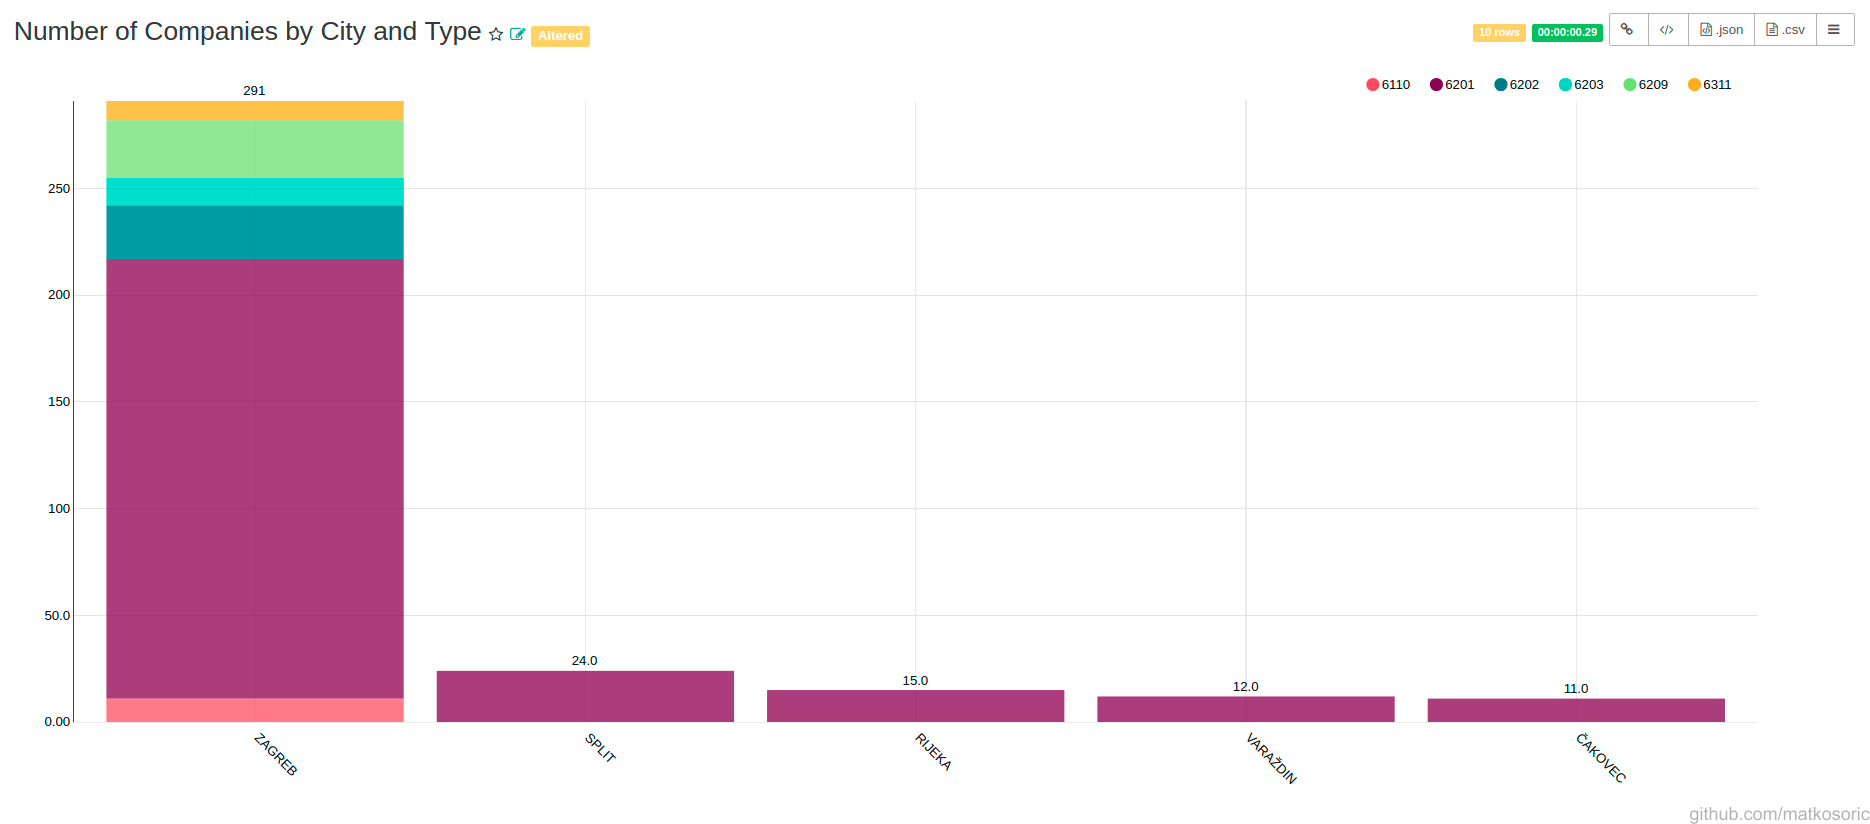 Number of Companies by City and Type Altered
10 rows 00:00:00.29 </> .json .csv
6110 6201 6202 6203 6209 6311
291
250
200
150
100
50.0
0.00
24.0
15.0
12.0
11.0
ZAGREB
SPLIT
RIJEKA
VARAŽDIN
ČAKOVEC
github.com/matkosoric